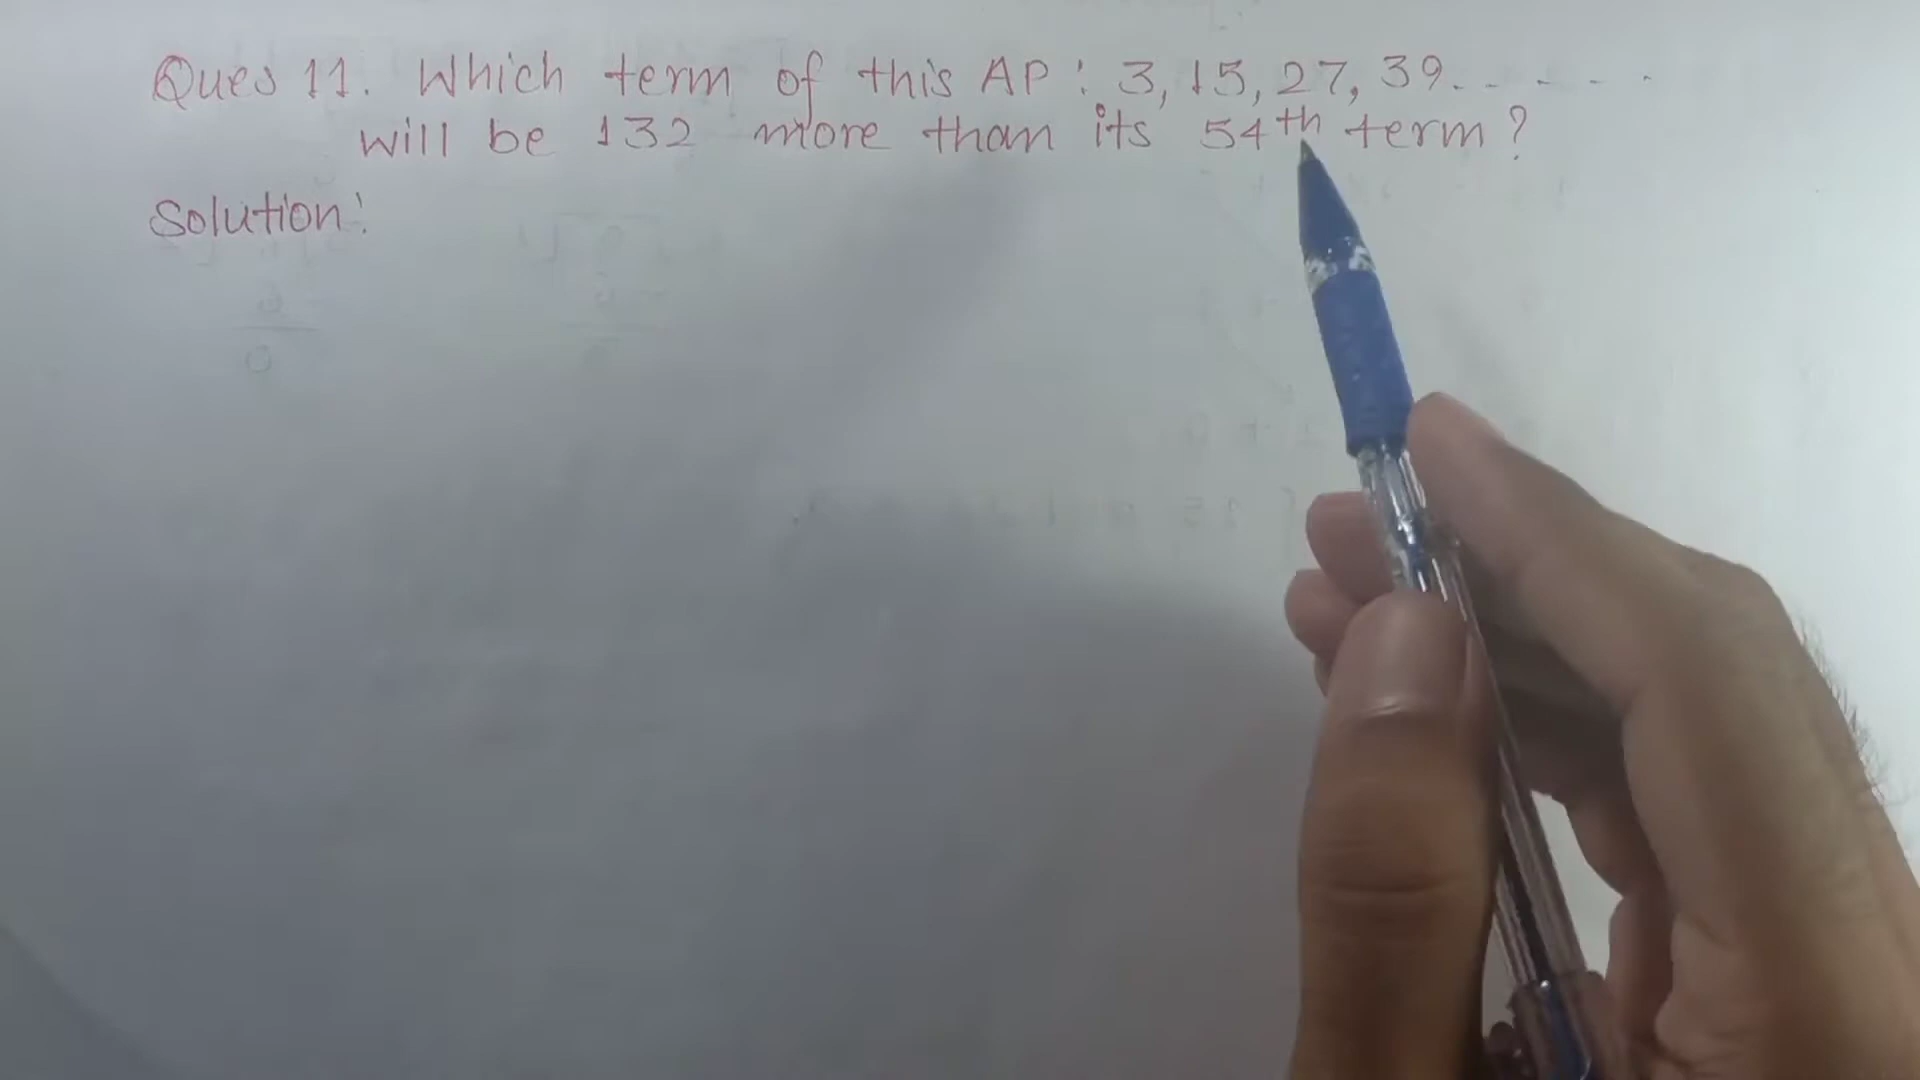 Ques 11. Which term of this AP: 3, 15, 27, 39......
will be 132 more than its 54th term?
Solution: